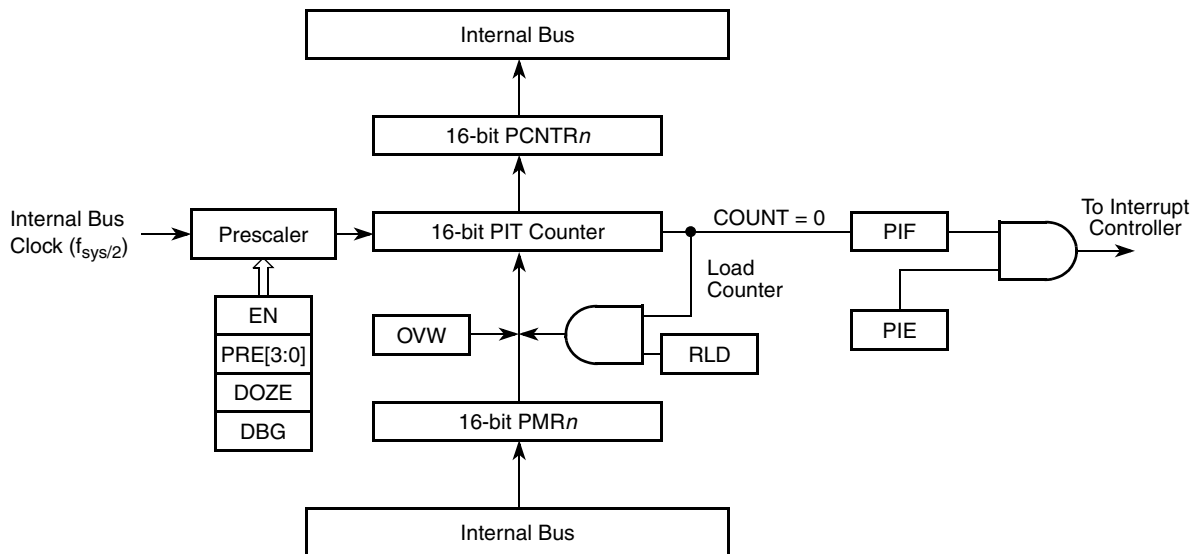 Internal Bus
16-bit PCNTRn
Internal Bus
Clock (fsys/2)
Prescaler
16-bit PIT Counter
COUNT = 0
PIF
To Interrupt
Controller
Load
Counter
EN
PRE[3:0]
DOZE
DBG
OVW
RLD
PIE
16-bit PMRn
Internal Bus